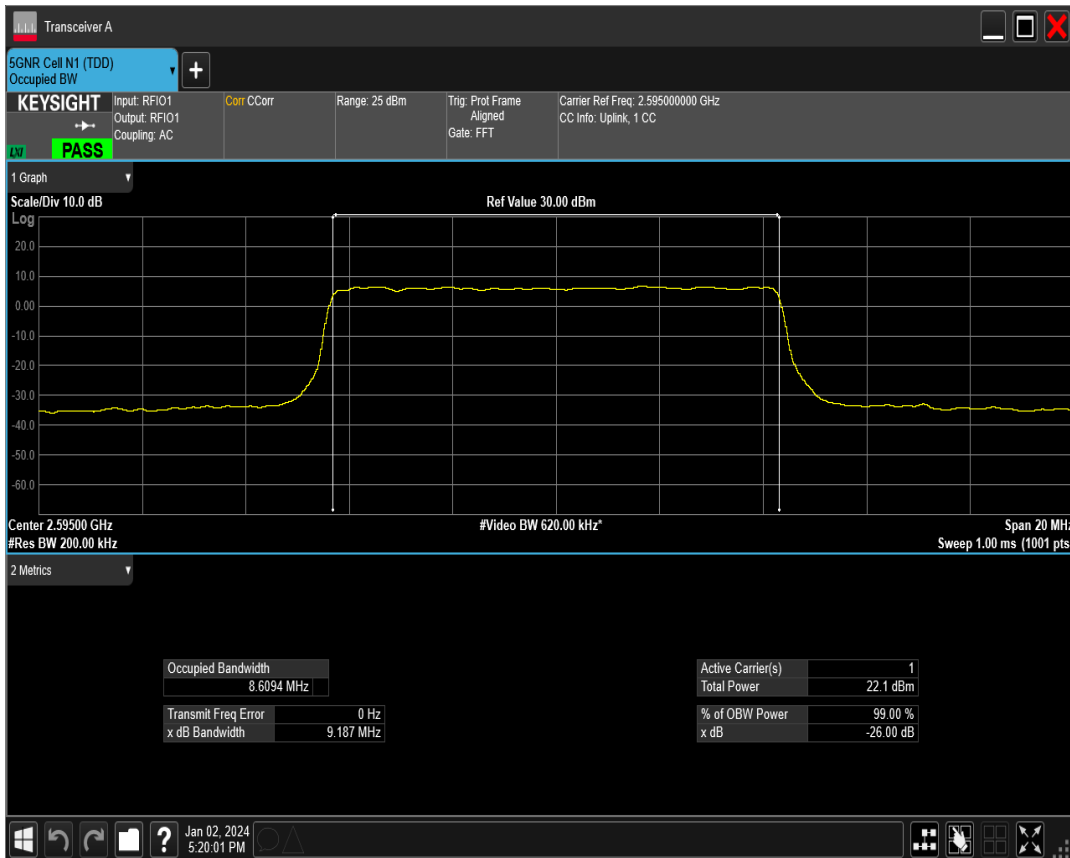 Transceiver A
5GNR Cell N1 (TDD)
Occupied BW
+
KEYSIGHT
LXI
PASS
Input: RFIO1
Output: RFIO1
Coupling: AC
Corr CCorr
Range: 25 dBm
Trig: Prot Frame
Aligned
Gate: FFT
Carrier Ref Freq: 2.595000000 GHz
CC Info: Uplink, 1 CC
1 Graph
Scale/Div 10.0 dB
Ref Value 30.00 dBm
Log
20.0
10.0
0.00
-10.0
-20.0
-30.0
-40.0
-50.0
-60.0
Center 2.59500 GHz
#Video BW 620.00 kHz*
Span 20 MHz
#Res BW 200.00 kHz
Sweep 1.00 ms (1001 pts
2 Metrics
Occupied Bandwidth
8.6094 MHz
Transmit Freq Error 0 Hz
x dB Bandwidth 9.187 MHz
Active Carrier(s) 1
Total Power 22.1 dBm
% of OBW Power 99.00 %
x dB -26.00 dB
?
Jan 02, 2024
5:20:01 PM